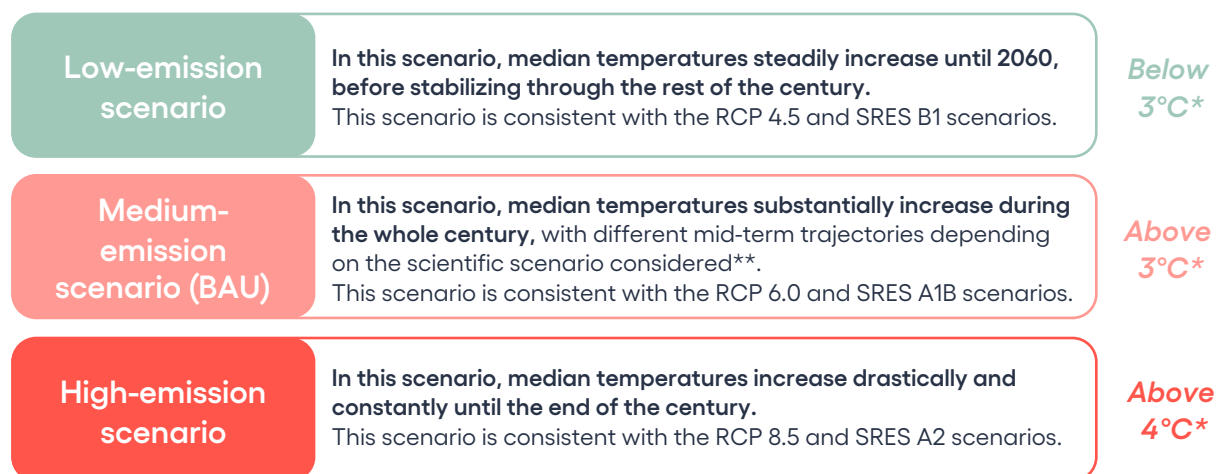 Low-emission
scenario
In this scenario, median temperatures steadily increase until 2060,
before stabilizing through the rest of the century.
This scenario is consistent with the RCP 4.5 and SRES B1 scenarios.
Below
3°C*
Medium-
emission
scenario (BAU)
In this scenario, median temperatures substantially increase during
the whole century, with different mid-term trajectories depending
on the scientific scenario considered**.
This scenario is consistent with the RCP 6.0 and SRES A1B scenarios.
Above
3°C*
High-emission
scenario
In this scenario, median temperatures increase drastically and
constantly until the end of the century.
This scenario is consistent with the RCP 8.5 and SRES A2 scenarios.
Above
4°C*